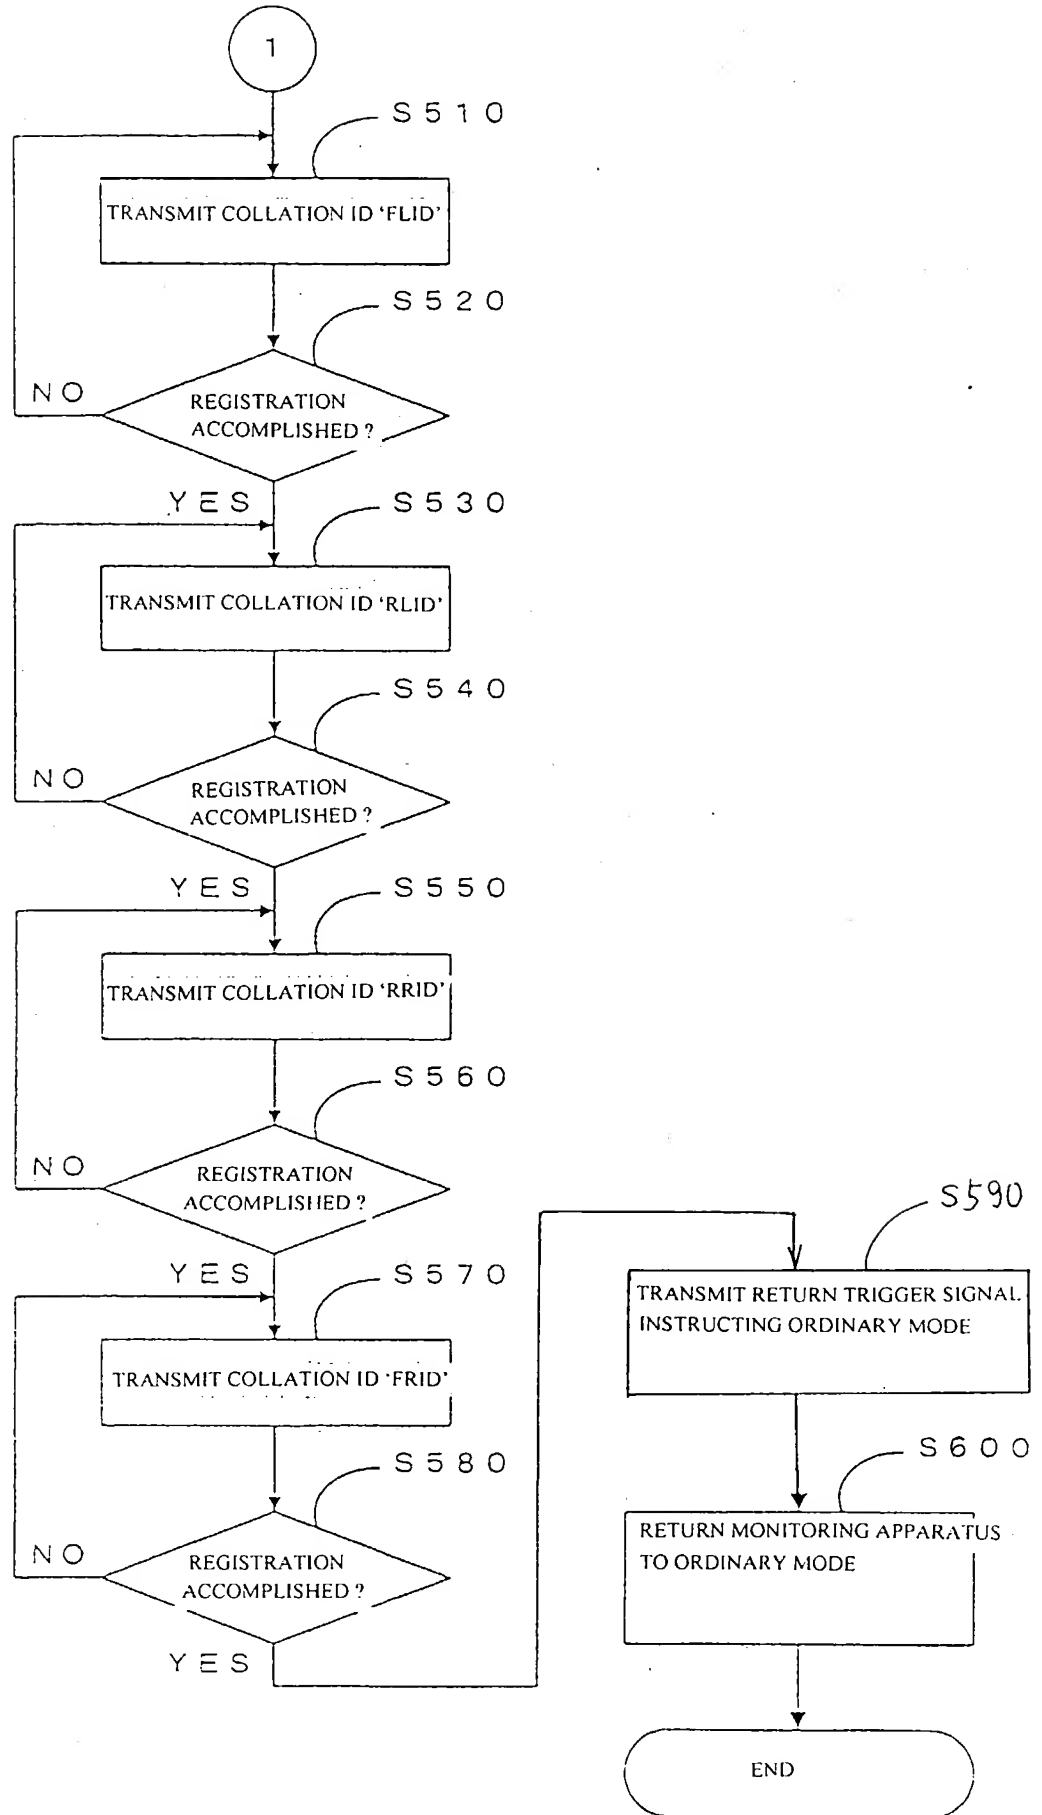 1
S510
TRANSMIT COLLATION ID ‘FLID’
S520
NO
REGISTRATION
ACCOMPLISHED ?
YES
S530
TRANSMIT COLLATION ID ‘RLID’
S540
NO
REGISTRATION
ACCOMPLISHED ?
YES
S550
TRANSMIT COLLATION ID ‘RRID’
S560
NO
REGISTRATION
ACCOMPLISHED ?
YES
S570
TRANSMIT COLLATION ID ‘FRID’
S580
NO
REGISTRATION
ACCOMPLISHED ?
YES
S590
TRANSMIT RETURN TRIGGER SIGNAL
INSTRUCTING ORDINARY MODE
S600
RETURN MONITORING APPARATUS
TO ORDINARY MODE
END